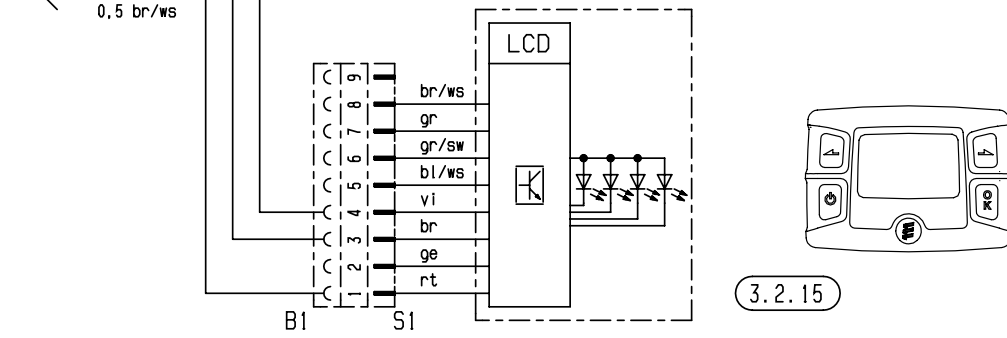 0,5 br/ws
LCD
9
8 br/ws
7 gr
6 gr/sw
5 bl/ws
4 vi
3 br
2 ge
1 rt
B1 S1
OK
3.2.15